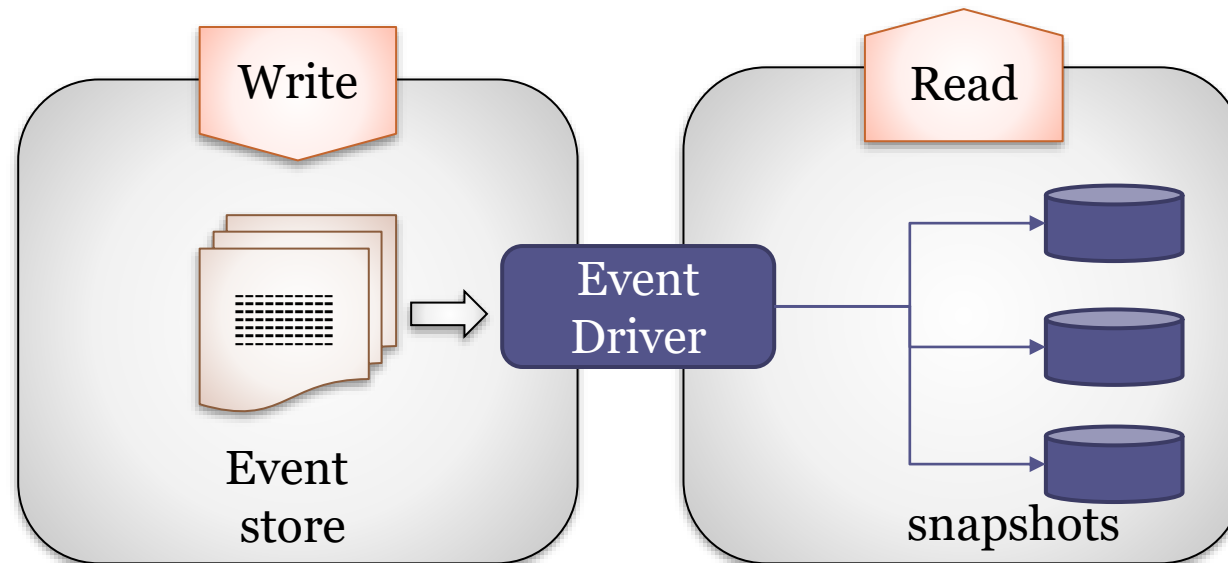 Write
Read
Event
Driver
Event
store
snapshots